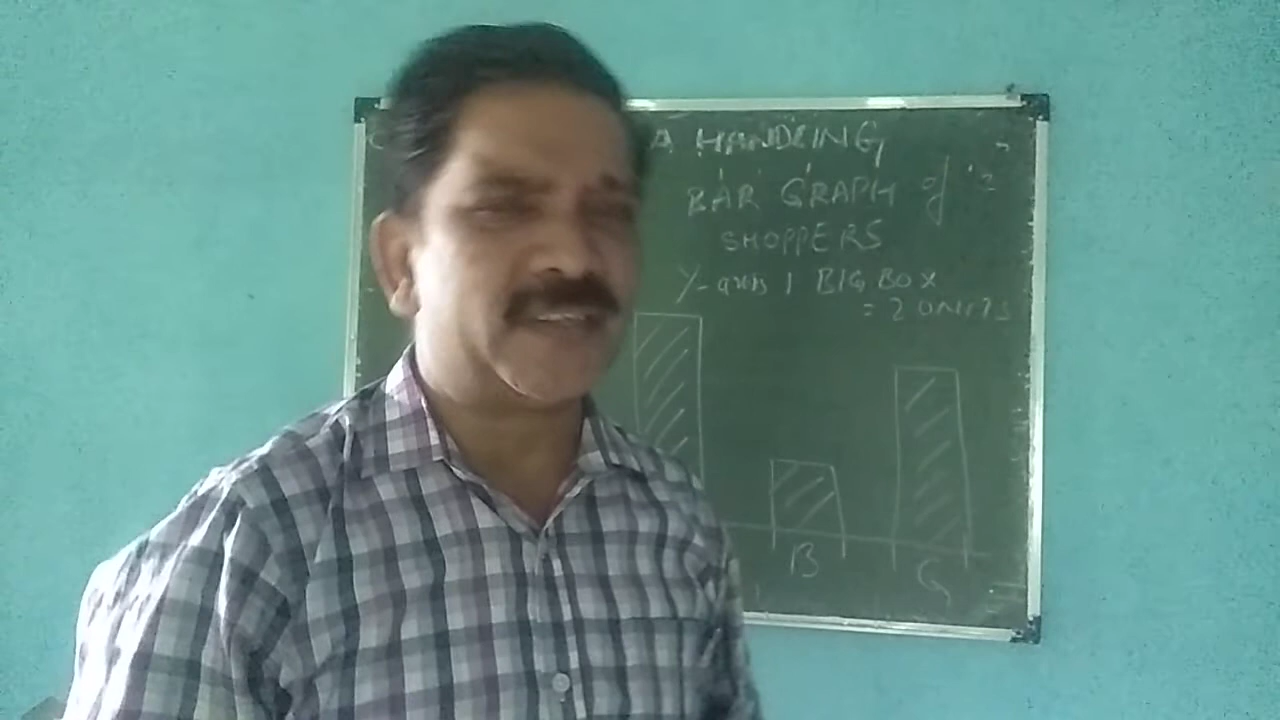 A HANDLING
BAR GRAPH of
SHOPPERS
Y-axis 1 BIG BOX
= 2 UNITS
B G